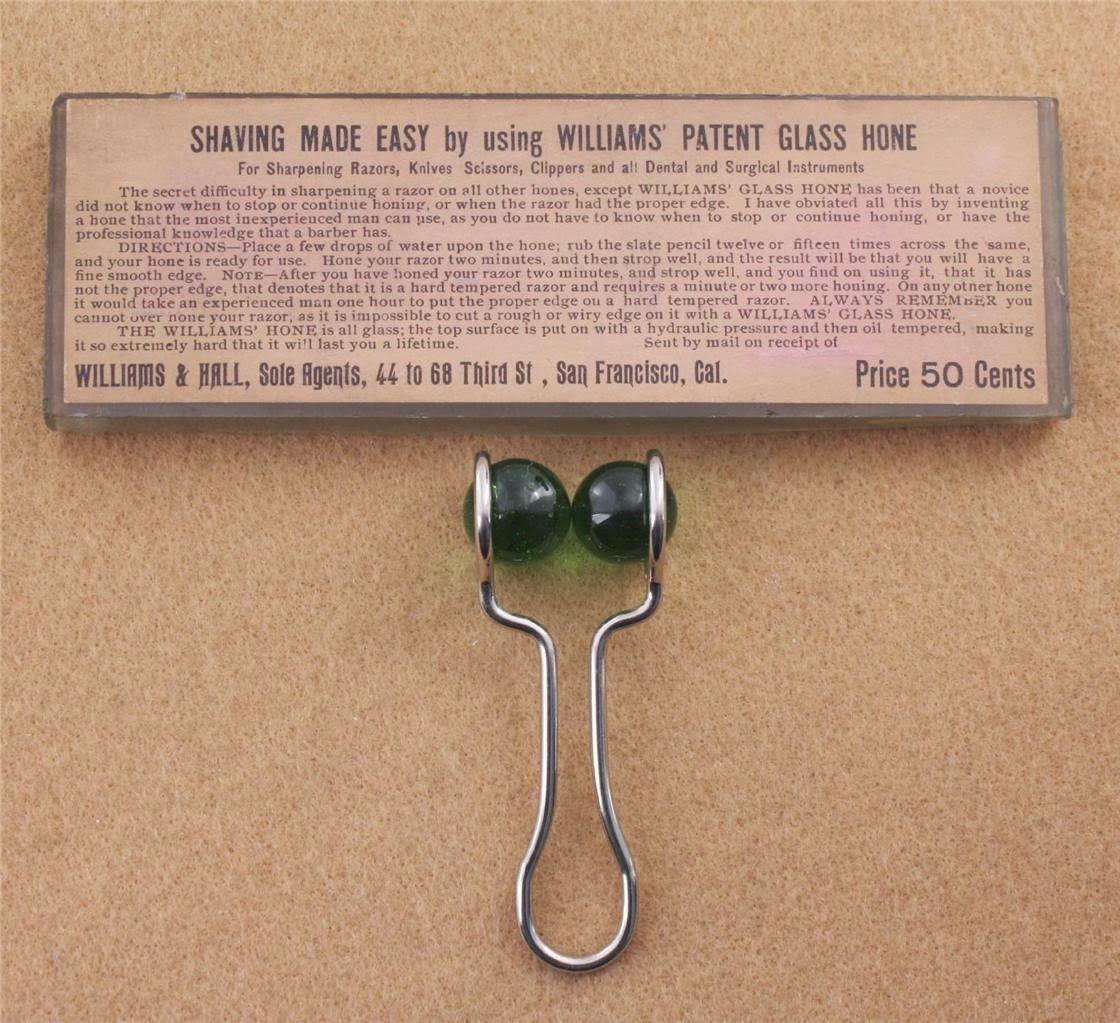 SHAVING MADE EASY by using WILLIAMS' PATENT GLASS HONE
For Sharpening Razors, Knives Scissors, Clippers and all Dental and Surgical Instruments
The secret difficulty in sharpening a razor on all other hones, except WILLIAMS' GLASS HONE has been that a novice
did not know when to stop or continue honing, or when the razor had the proper edge. I have obviated all this by inventing
a hone that the most inexperienced man can use, as you do not have to know when to stop or continue honing, or have the
professional knowledge that a barber has.
DIRECTIONS—Place a few drops of water upon the hone; rub the slate pencil twelve or fifteen times across the same,
and your hone is ready for use. Hone your razor two minutes, and then strop well, and the result will be that you will have a
fine smooth edge. NOTE—After you have honed your razor two minutes, and strop well, and you find on using it, that it has
not the proper edge, that denotes that it is a hard tempered razor and requires a minute or two more honing. On any other hone
it would take an experienced man one hour to put the proper edge on a hard tempered razor. ALWAYS REMEMBER you
cannot over hone your razor, as it is impossible to cut a rough or wiry edge on it with a WILLIAMS' GLASS HONE.
THE WILLIAMS' HONE is all glass; the top surface is put on with a hydraulic pressure and then oil tempered, making
it so extremely hard that it will last you a lifetime. Sent by mail on receipt of
WILLIAMS & HALL, Sole Agents, 44 to 68 Third St , San Francisco, Cal. Price 50 Cents